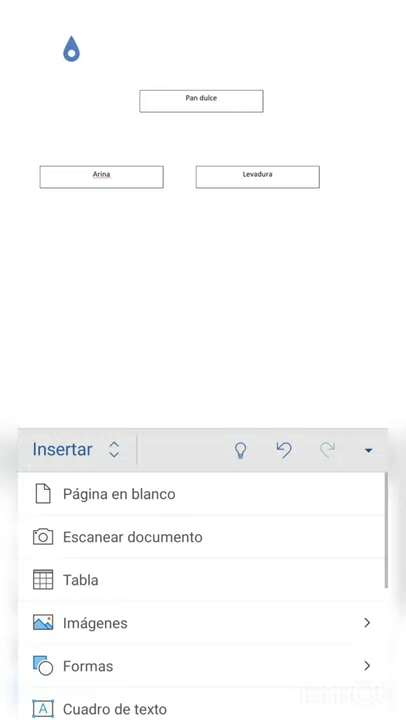 Pan dulce
Arina
Levadura
Insertar
Página en blanco
Escanear documento
Tabla
Imágenes
Formas
A Cuadro de texto